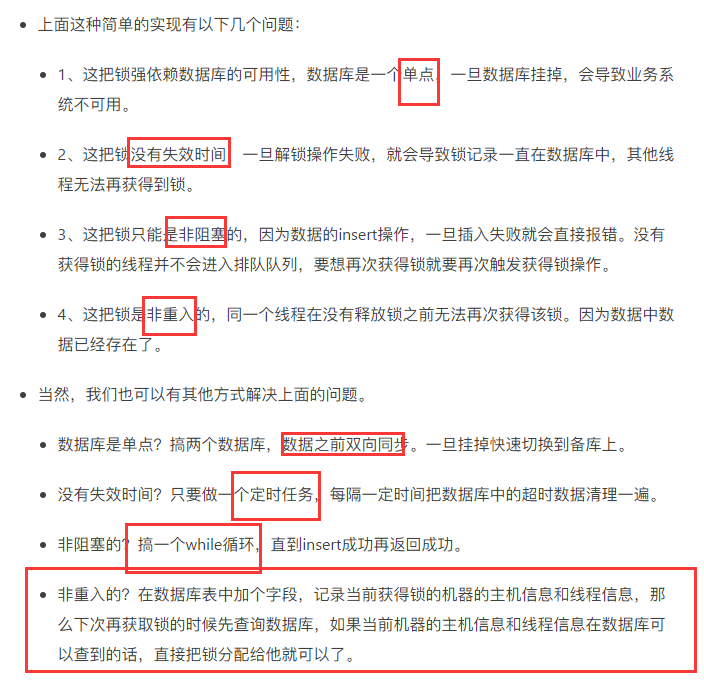 上面这种简单的实现有以下几个问题：
1、这把锁强依赖数据库的可用性，数据库是一个单点，一旦数据库挂掉，会导致业务系
统不可用。
2、这把锁没有失效时间，一旦解锁操作失败，就会导致锁记录一直在数据库中，其他线
程无法再获得到锁。
3、这把锁只能是非阻塞的，因为数据的insert操作，一旦插入失败就会直接报错。没有
获得锁的线程并不会进入排队队列，要想再次获得锁就要再次触发获得锁操作。
4、这把锁是非重入的，同一个线程在没有释放锁之前无法再次获得该锁。因为数据中数
据已经存在了。
当然，我们也可以有其他方式解决上面的问题。
数据库是单点？搞两个数据库，数据之前双向同步。一旦挂掉快速切换到备库上。
没有失效时间？只要做一个定时任务，每隔一定时间把数据库中的超时数据清理一遍。
非阻塞的？搞一个while循环，直到insert成功再返回成功。
非重入的？在数据库表中加个字段，记录当前获得锁的机器的主机信息和线程信息，那
么下次再获取锁的时候先查询数据库，如果当前机器的主机信息和线程信息在数据库可
以查到的话，直接把锁分配给他就可以了。